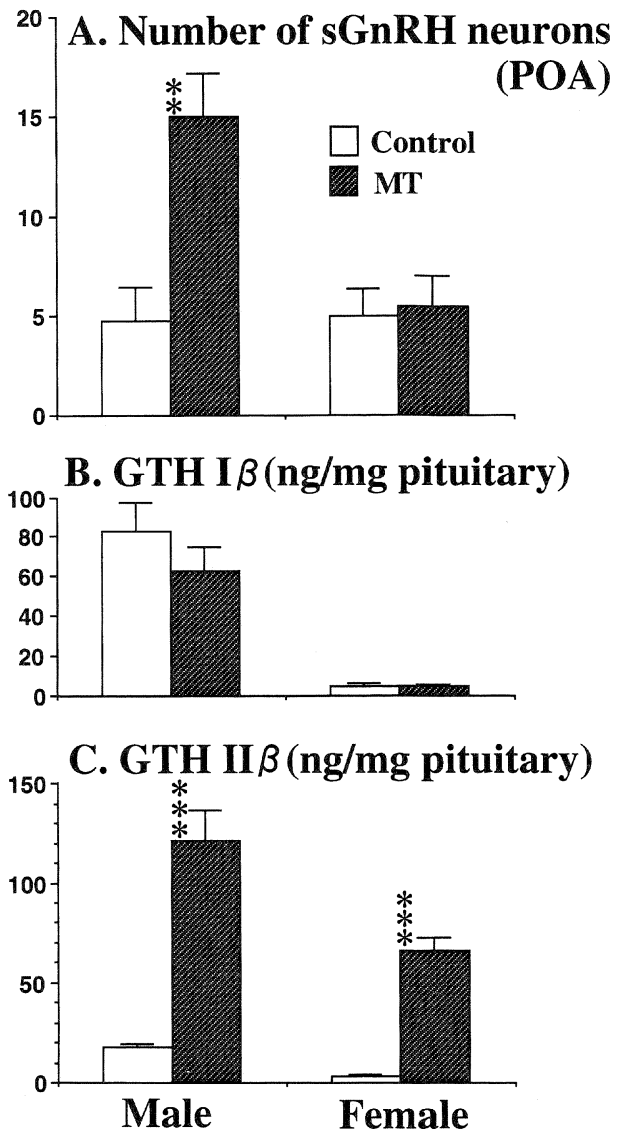 A. Number of sGnRH neurons
(POA)
20
15
10
5
0
**
Control
MT
B. GTH Iβ(ng/mg pituitary)
100
80
60
40
20
0
C. GTH IIβ(ng/mg pituitary)
150
100
50
0
***
***
Male Female